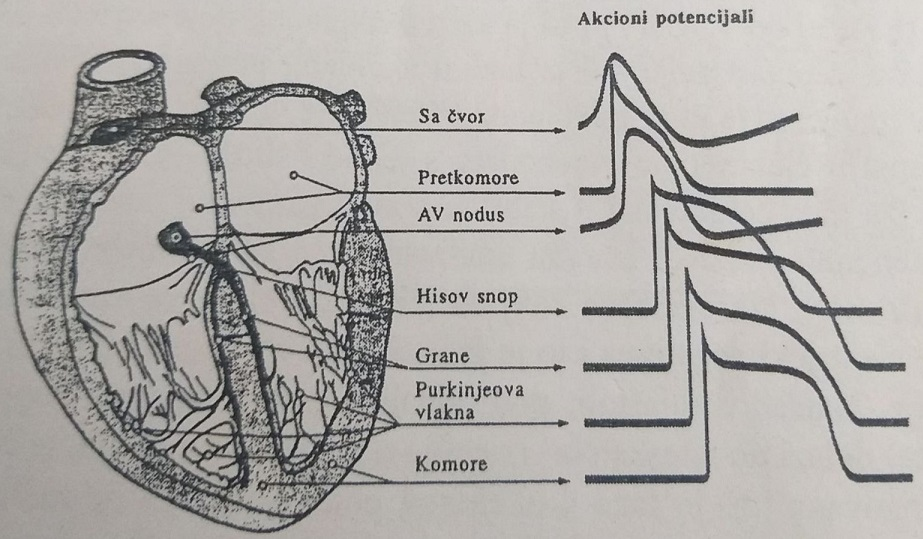 Akcioni potencijali
Sa čvor
Pretkomore
AV nodus
Hisov snop
Grane
Purkinjeova
vlakna
Komore